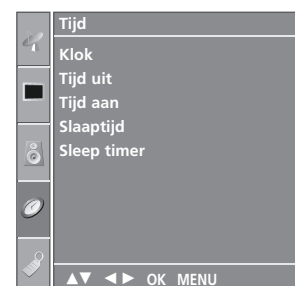 Tijd
Klok
Tijd uit
Tijd aan
Slaaptijd
Sleep timer
▲▼ ◄► OK MENU